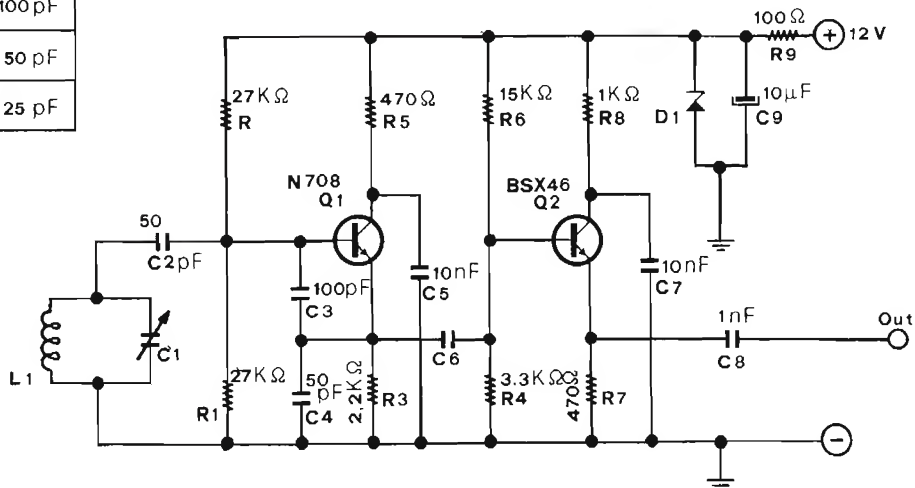 100 pF
50 pF
25 pF
100Ω
12 V
R9
27KΩ
R
470Ω
R5
15KΩ
R6
1KΩ
R8
D1
10µF
C9
N708
Q1
BSX46
Q2
50
C2pF
100pF
C3
10nF
C5
10nF
C7
1nF
C8
Out
C6
L1
C1
27KΩ
R1
50
pF
C4
2,2KΩ
R3
3.3KΩ
R4
470Ω
R7